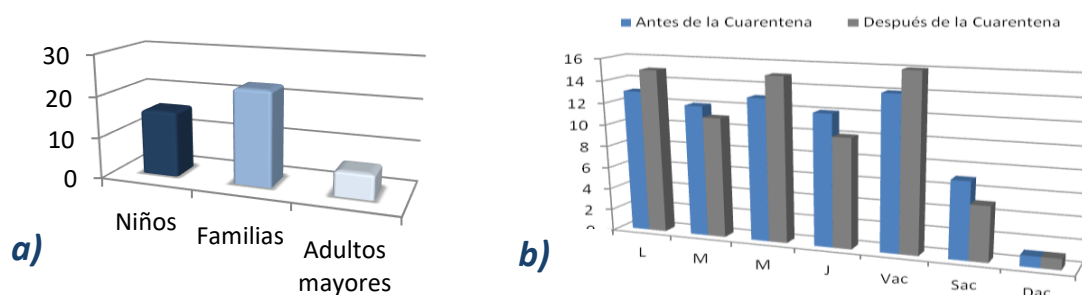 30
20
10
0
Niños
Familias
Adultos
mayores
a)
Antes de la Cuarentena
Después de la Cuarentena
16
14
12
10
8
6
4
2
L
M
M
J
Vac
Sac
b)